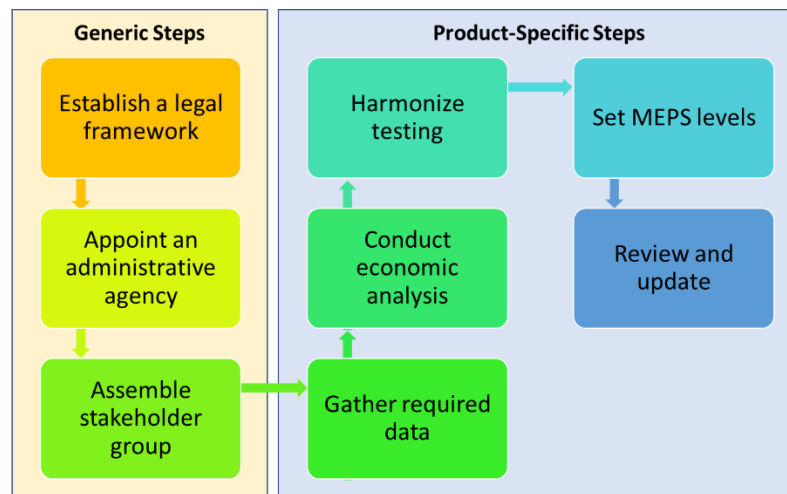 Generic Steps
Product-Specific Steps
Establish a legal
framework
Appoint an
administrative
agency
Assemble
stakeholder
group
Gather required
data
Conduct
economic
analysis
Harmonize
testing
Set MEPS levels
Review and
update